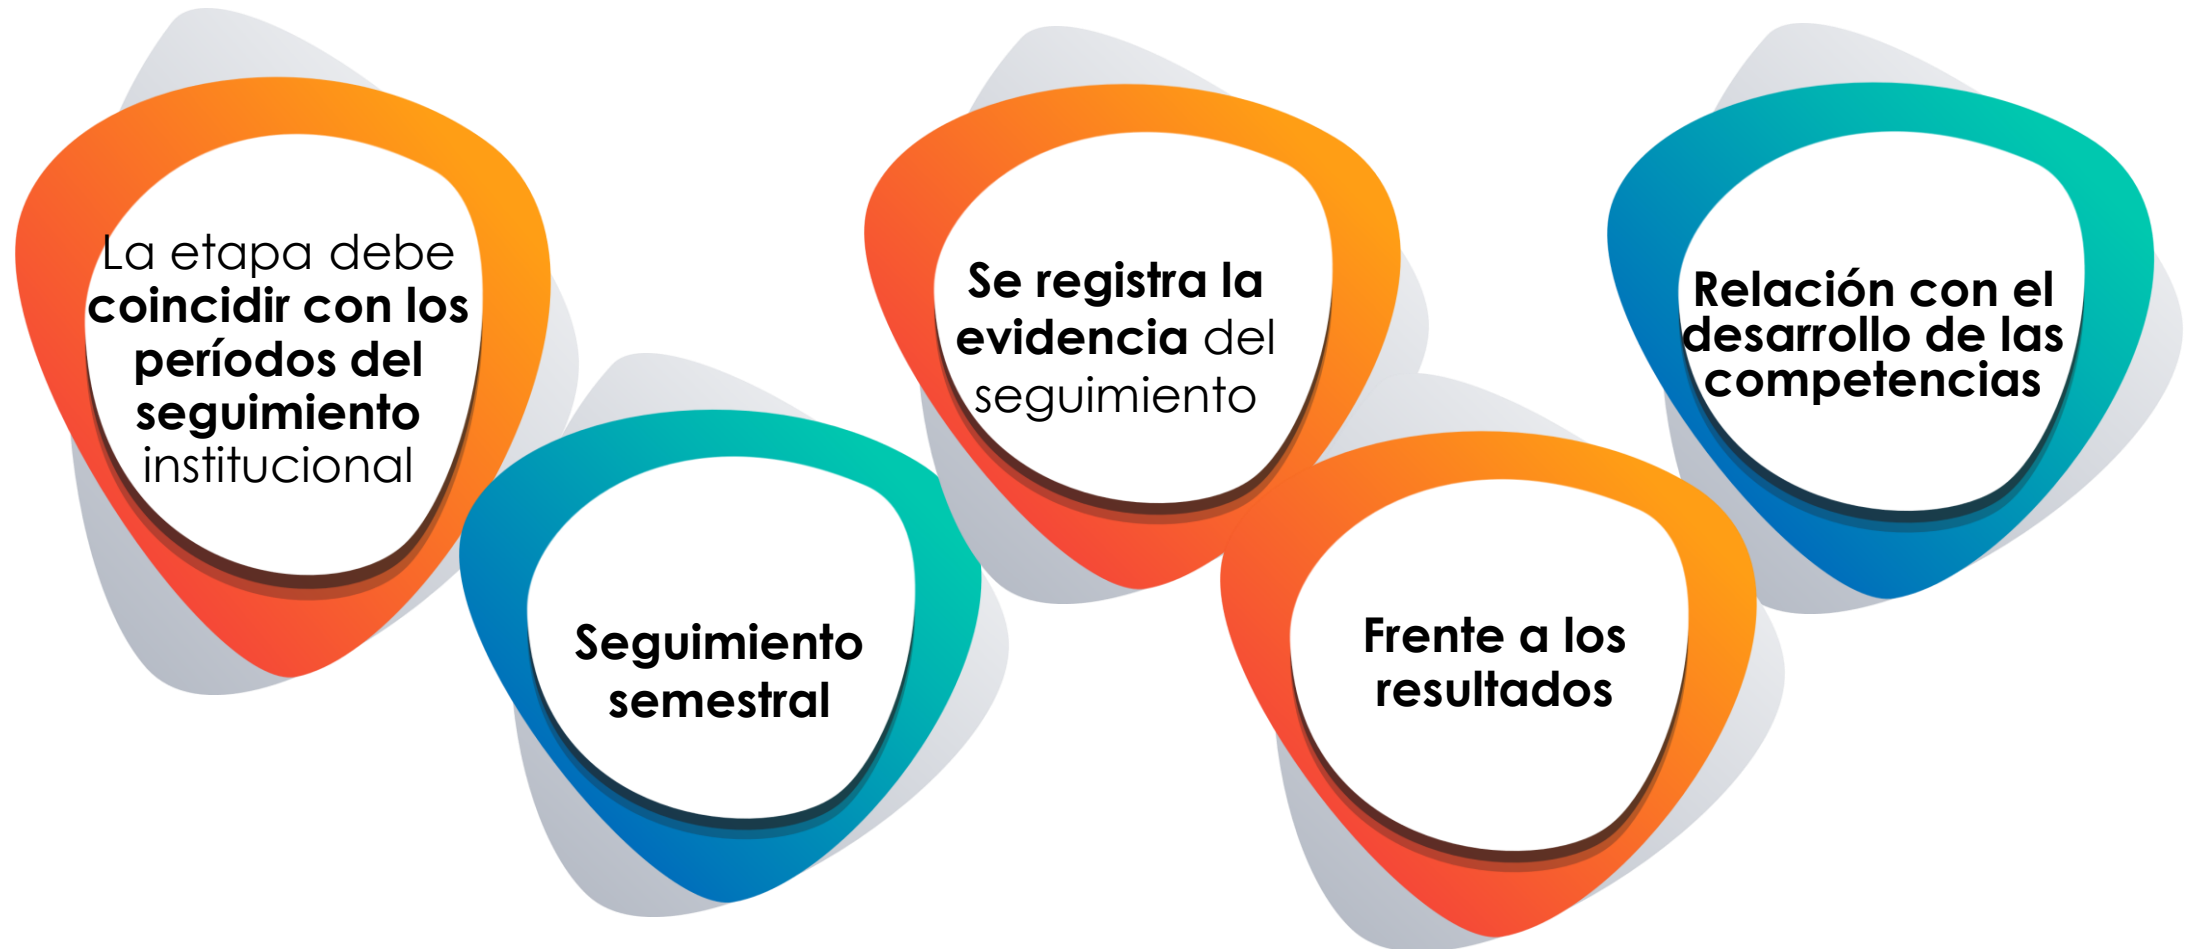 La etapa debe
coincidir con los
períodos del
seguimiento
institucional
Seguimiento
semestral
Se registra la
evidencia del
seguimiento
Frente a los
resultados
Relación con el
desarrollo de las
competencias